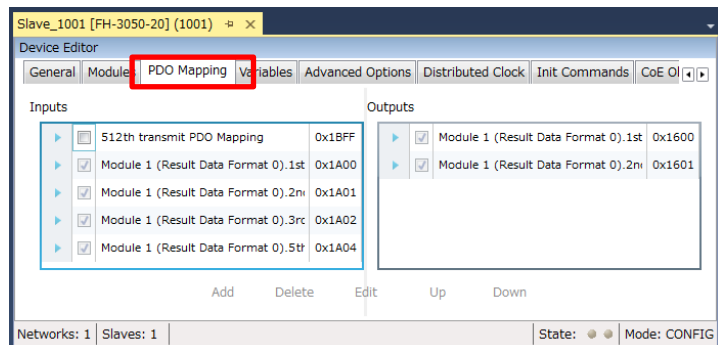 Slave_1001 [FH-3050-20] (1001)
Device Editor
General Modules PDO Mapping Variables Advanced Options Distributed Clock Init Commands CoE Ol
Inputs Outputs
512th transmit PDO Mapping 0x1BFF
Module 1 (Result Data Format 0).1st 0x1A00
Module 1 (Result Data Format 0).2n 0x1A01
Module 1 (Result Data Format 0).3rc 0x1A02
Module 1 (Result Data Format 0).5th 0x1A04
Module 1 (Result Data Format 0).1st 0x1600
Module 1 (Result Data Format 0).2n 0x1601
Add Delete Edit Up Down
Networks: 1 Slaves: 1 State: Mode: CONFIG